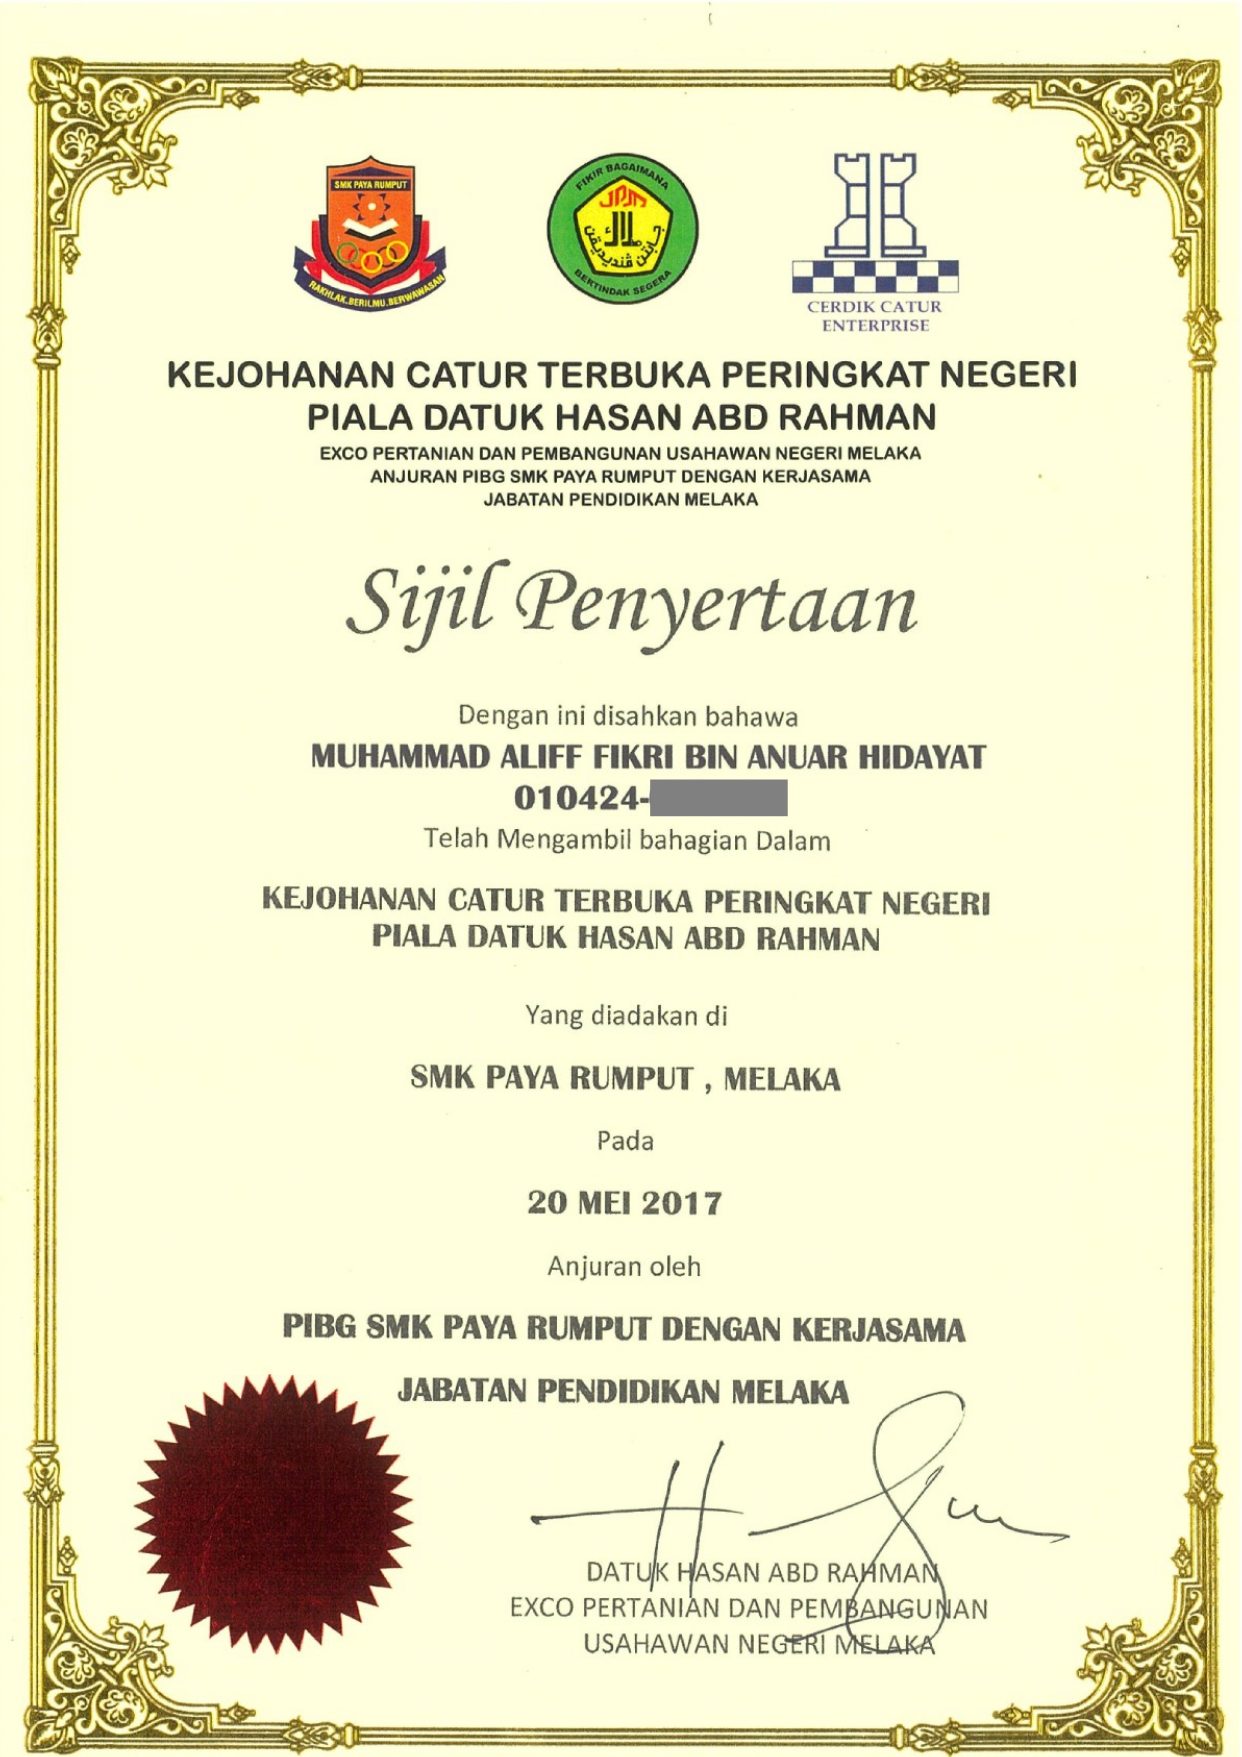 SMK PAYA RUMPUT
RAKHLAK.BERILMU.BERWAWASAN
FIKIR BAGAIMANA
JPJM
جابتن ڤنديديقن
ملاك
BERTINDAK SEGERA
CERDIK CATUR
ENTERPRISE
KEJOHANAN CATUR TERBUKA PERINGKAT NEGERI
PIALA DATUK HASAN ABD RAHMAN
EXCO PERTANIAN DAN PEMBANGUNAN USAHAWAN NEGERI MELAKA
ANJURAN PIBG SMK PAYA RUMPUT DENGAN KERJASAMA
JABATAN PENDIDIKAN MELAKA
Sijil Penyertaan
Dengan ini disahkan bahawa
MUHAMMAD ALIFF FIKRI BIN ANUAR HIDAYAT
010424-
Telah Mengambil bahagian Dalam
KEJOHANAN CATUR TERBUKA PERINGKAT NEGERI
PIALA DATUK HASAN ABD RAHMAN
Yang diadakan di
SMK PAYA RUMPUT , MELAKA
Pada
20 MEI 2017
Anjuran oleh
PIBG SMK PAYA RUMPUT DENGAN KERJASAMA
JABATAN PENDIDIKAN MELAKA
DATUK HASAN ABD RAHMAN
EXCO PERTANIAN DAN PEMBANGUNAN
USAHAWAN NEGERI MELAKA